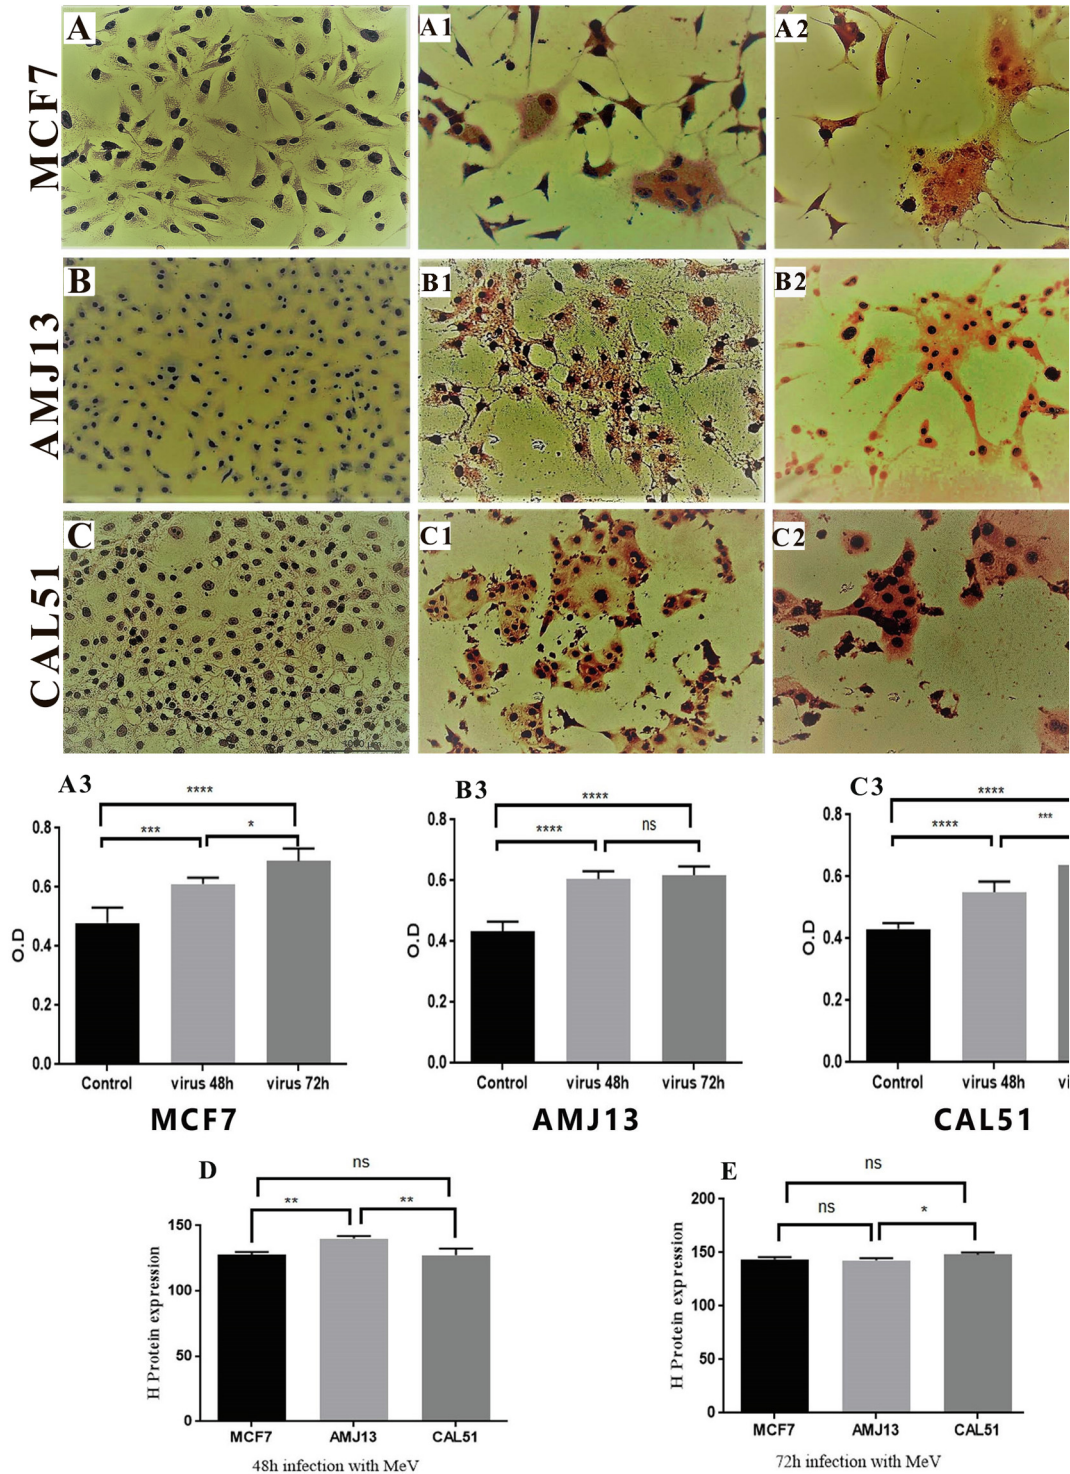 A
A1
A2
MCF7
B
B1
B2
AMJ13
C
C1
C2
CAL51
A3
****
***
*
0.8
0.6
0.4
0.2
0.0
O.D
Control virus 48h virus 72h
MCF7
B3
****
****
ns
0.8
0.6
0.4
0.2
0.0
O.D
Control virus 48h virus 72h
AMJ13
C3
****
****
***
0.8
0.6
0.4
0.2
0.0
O.D
Control virus 48h vi
CAL51
D
ns
**
**
150
100
50
0
H Protein expression
MCF7 AMJ13 CAL51
48h infection with MeV
E
ns
ns
*
200
150
100
50
0
H Protein expression
MCF7 AMJ13 CAL51
72h infection with MeV